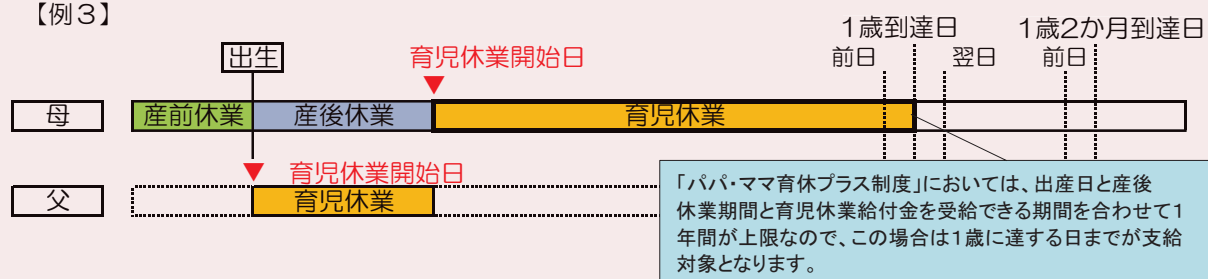 【例３】
１歳到達日
１歳２か月到達日
出生
育児休業開始日
前日
翌日
前日
母
産前休業
産後休業
育児休業
育児休業開始日
父
育児休業
「パパ・ママ育休プラス制度」においては、出産日と産後
休業期間と育児休業給付金を受給できる期間を合わせて１
年間が上限なので、この場合は１歳に達する日までが支給
対象となります。